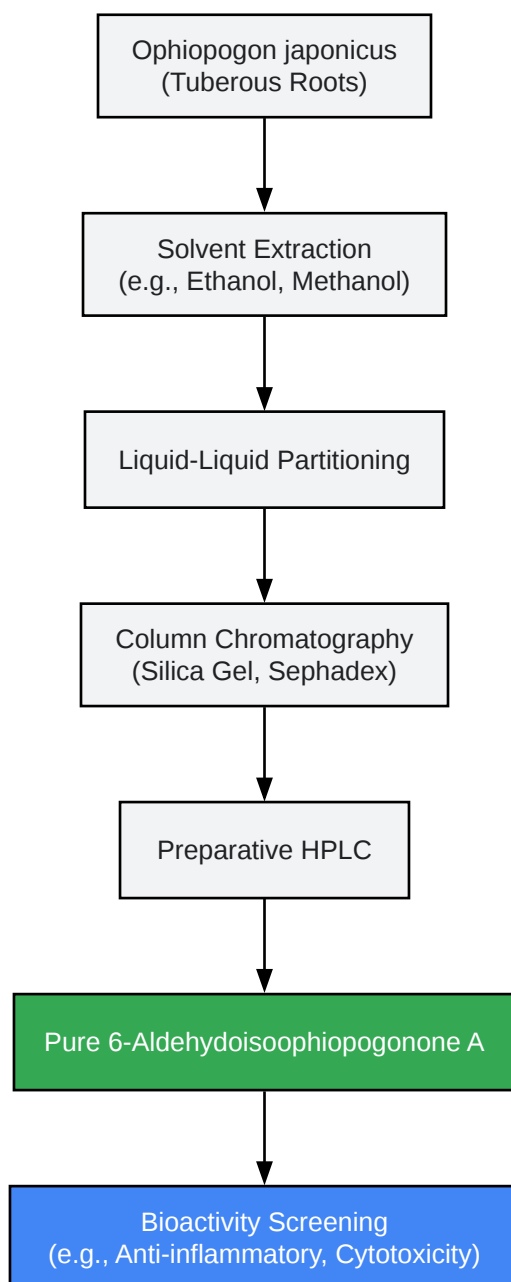 Ophiopogon japonicus
(Tuberous Roots)
Solvent Extraction
(e.g., Ethanol, Methanol)
Liquid-Liquid Partitioning
Column Chromatography
(Silica Gel, Sephadex)
Preparative HPLC
Pure 6-Aldehydoisoophiopogonone A
Bioactivity Screening
(e.g., Anti-inflammatory, Cytotoxicity)